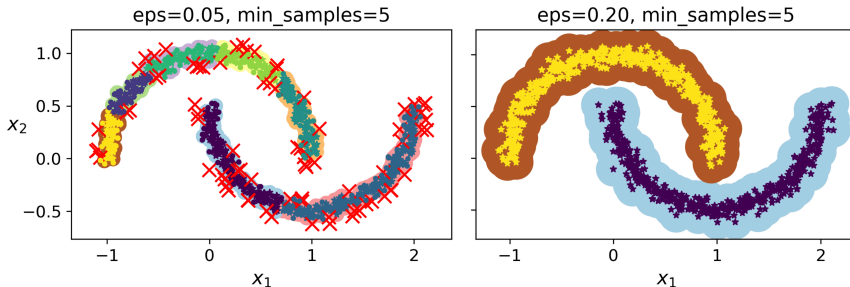 eps=0.05, min_samples=5
eps=0.20, min_samples=5
1.0
0.5
0.0
−0.5
x2
−1
0
1
2
x1
−1
0
1
2
x1